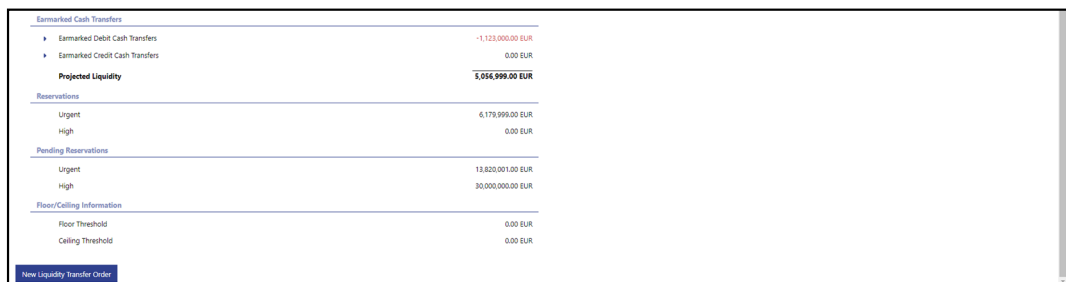 Earmarked Cash Transfers
Earmarked Debit Cash Transfers -1,123,000.00 EUR
Earmarked Credit Cash Transfers 0.00 EUR
Projected Liquidity 5,056,999.00 EUR
Reservations
Urgent 6,179,999.00 EUR
High 0.00 EUR
Pending Reservations
Urgent 13,820,001.00 EUR
High 30,000,000.00 EUR
Floor/Ceiling Information
Floor Threshold 0.00 EUR
Ceiling Threshold 0.00 EUR
New Liquidity Transfer Order